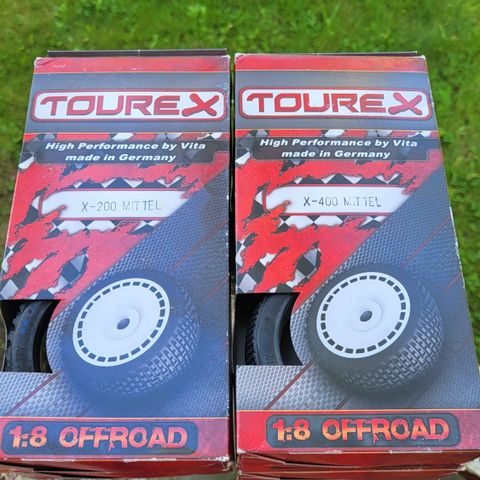 TOUREX
High Performance by Vita
made in Germany
X-200 MITTEL
1:8 OFFROAD
TOUREX
High Performance by Vita
made in Germany
X-400 MITTEL
1:8 OFFROAD